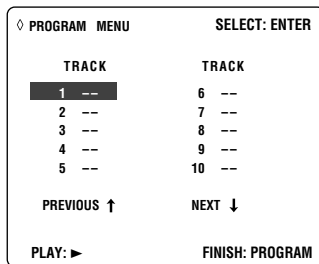 ◊ PROGRAM MENU SELECT: ENTER
TRACK TRACK
1 -- 6 --
2 -- 7 --
3 -- 8 --
4 -- 9 --
5 -- 10 --
PREVIOUS ↑ NEXT ↓
PLAY: ► FINISH: PROGRAM